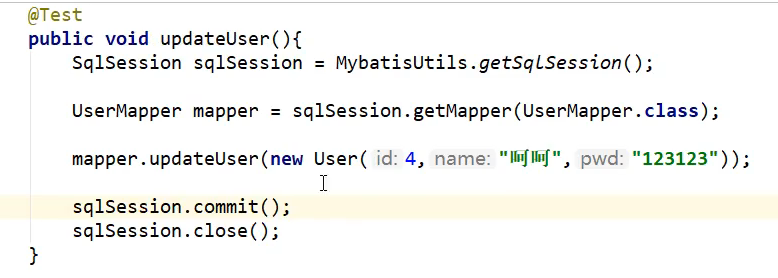 @Test
public void updateUser(){
SqlSession sqlSession = MybatisUtils.getSqlSession();
UserMapper mapper = sqlSession.getMapper(UserMapper.class);
mapper.updateUser(new User( id: 4, name: "呵呵", pwd: "123123"));
sqlSession.commit();
sqlSession.close();
}